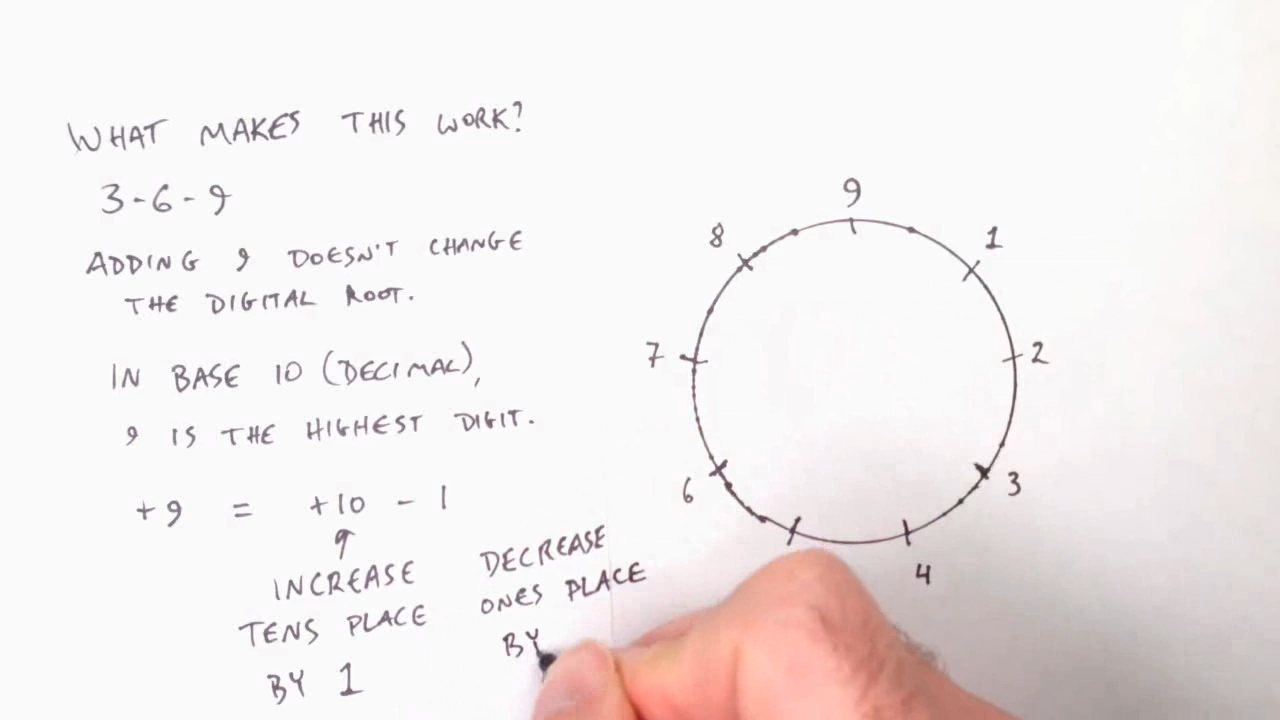 WHAT MAKES THIS WORK?
3-6-9
ADDING 9 DOESN'T CHANGE
THE DIGITAL ROOT.
IN BASE 10 (DECIMAL),
9 IS THE HIGHEST DIGIT.
+9 = +10 - 1
INCREASE
TENS PLACE
BY 1
DECREASE
ONES PLACE
BY
9
1
2
3
4
6
7
8